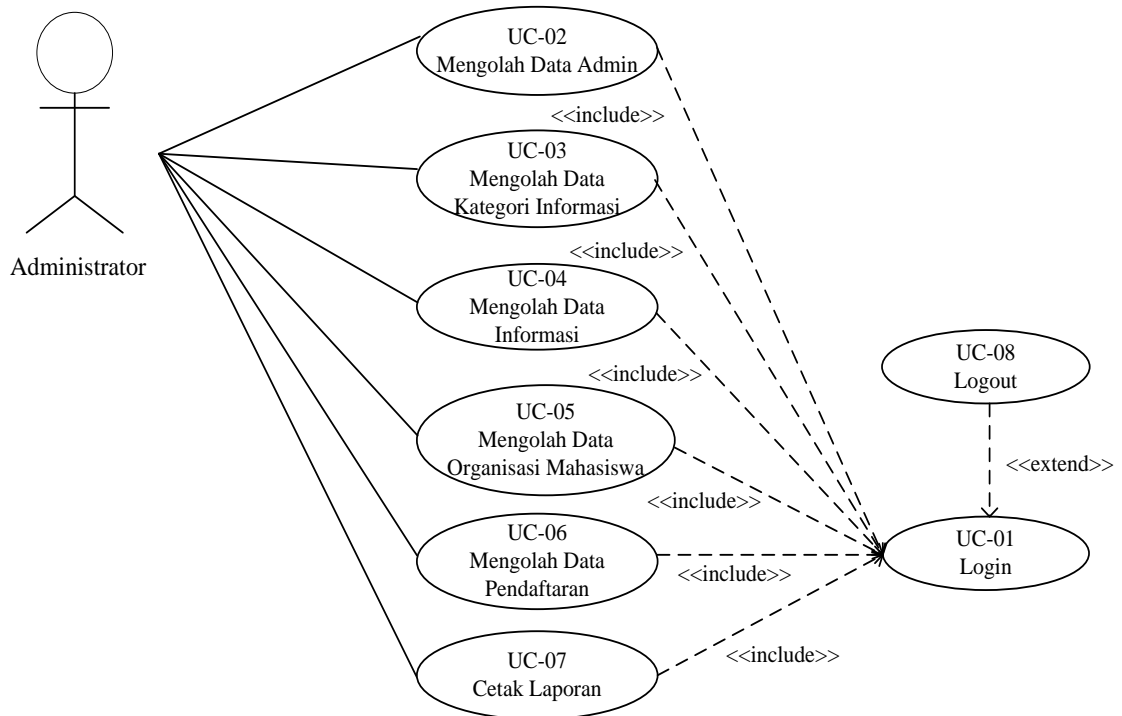 UC-02
Mengolah Data Admin
<<include>>
UC-03
Mengolah Data
Kategori Informasi
<<include>>
Administrator
UC-04
Mengolah Data
Informasi
<<include>>
UC-08
Logout
UC-05
Mengolah Data
Organisasi Mahasiswa
<<extend>>
<<include>>
UC-06
Mengolah Data
Pendaftaran
<<include>>
UC-01
Login
UC-07
Cetak Laporan
<<include>>